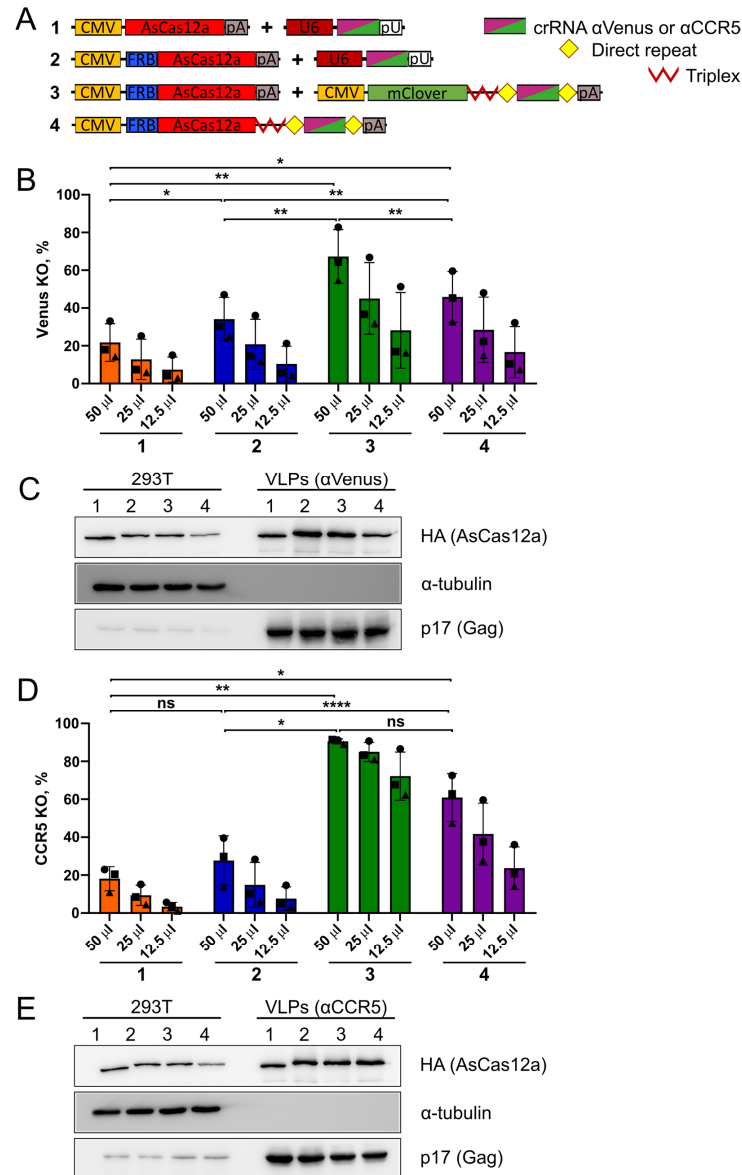 A
1 CMV AsCas12a pA + U6 pU
2 CMV FRB AsCas12a pA + U6 pU
3 CMV FRB AsCas12a pA + CMV mClover pA
4 CMV FRB AsCas12a pA
crRNA αVenus or αCCR5
Direct repeat
Triplex
B
*
**
* **
** **
Venus KO, %
100
80
60
40
20
0
50 µl 25 µl 12.5 µl 50 µl 25 µl 12.5 µl 50 µl 25 µl 12.5 µl 50 µl 25 µl 12.5 µl
1 2 3 4
C
293T VLPs (αVenus)
1 2 3 4 1 2 3 4
HA (AsCas12a)
α-tubulin
p17 (Gag)
D
*
**
ns ****
* ns
CCR5 KO, %
100
80
60
40
20
0
50 µl 25 µl 12.5 µl 50 µl 25 µl 12.5 µl 50 µl 25 µl 12.5 µl 50 µl 25 µl 12.5 µl
1 2 3 4
E
293T VLPs (αCCR5)
1 2 3 4 1 2 3 4
HA (AsCas12a)
α-tubulin
p17 (Gag)